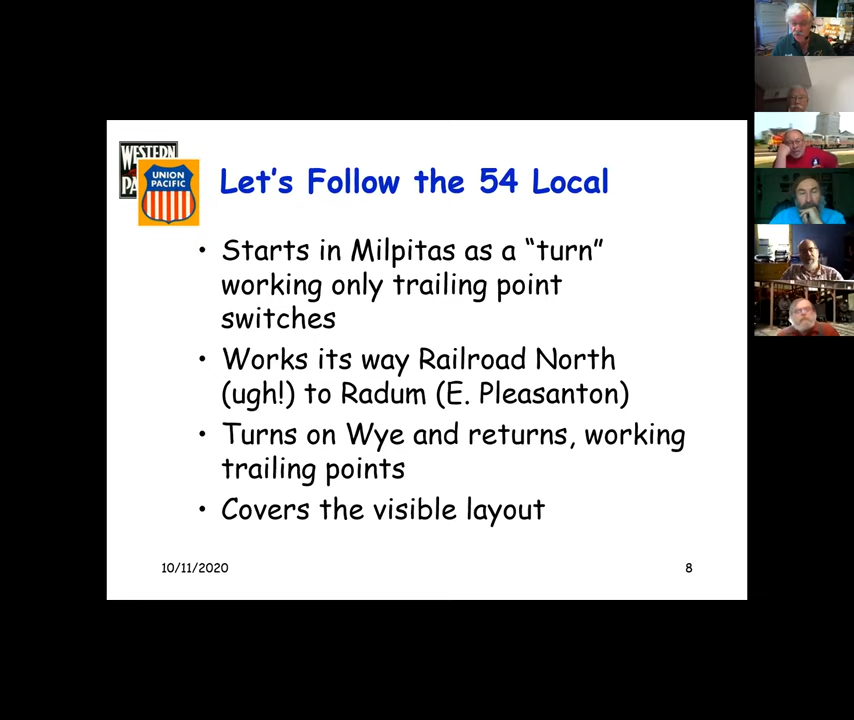 WESTERN
PA
UNION
PACIFIC
Let's Follow the 54 Local
• Starts in Milpitas as a “turn”
working only trailing point
switches
• Works its way Railroad North
(ugh!) to Radum (E. Pleasanton)
• Turns on Wye and returns, working
trailing points
• Covers the visible layout
10/11/2020
8